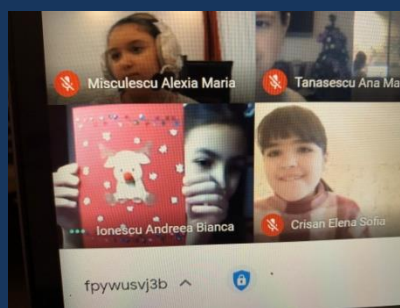 Misculescu Alexia Maria
Tanasescu Ana Ma
Ionescu Andreea Bianca
Crisan Elena Sofia
fpywusvj3b